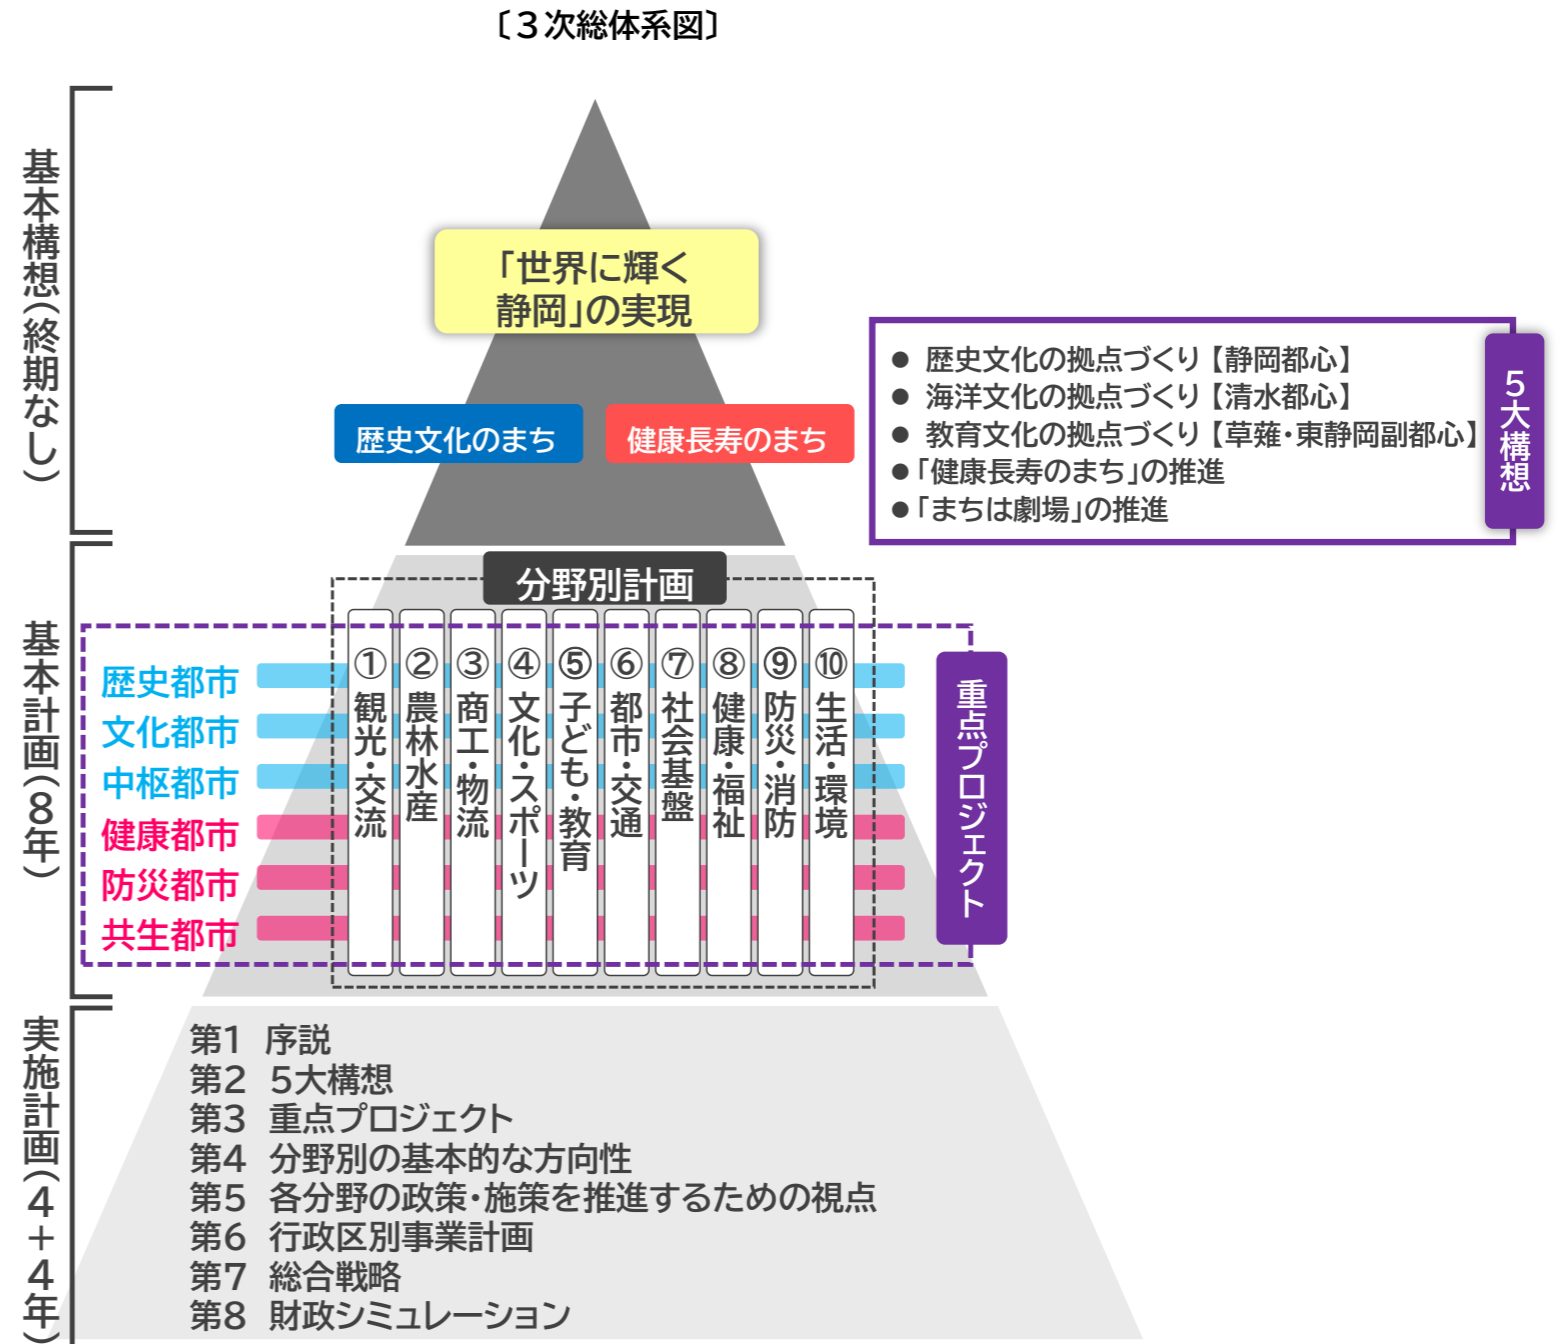 〔３次総体系図〕
基本構想（終期なし）
「世界に輝く
静岡」の実現
歴史文化のまち
健康長寿のまち
● 歴史文化の拠点づくり【静岡都心】
● 海洋文化の拠点づくり【清水都心】
● 教育文化の拠点づくり【草薙・東静岡副都心】
●「健康長寿のまち」の推進
●「まちは劇場」の推進
５大構想
基本計画（８年）
分野別計画
歴史都市
文化都市
中枢都市
健康都市
防災都市
共生都市
①観光・交流
②農林水産
③商工・物流
④文化・スポーツ
⑤子ども・教育
⑥都市・交通
⑦社会基盤
⑧健康・福祉
⑨防災・消防
⑩生活・環境
重点プロジェクト
実施計画（４＋４年）
第1 序説
第2 5大構想
第3 重点プロジェクト
第4 分野別の基本的な方向性
第5 各分野の政策・施策を推進するための視点
第6 行政区別事業計画
第7 総合戦略
第8 財政シミュレーション